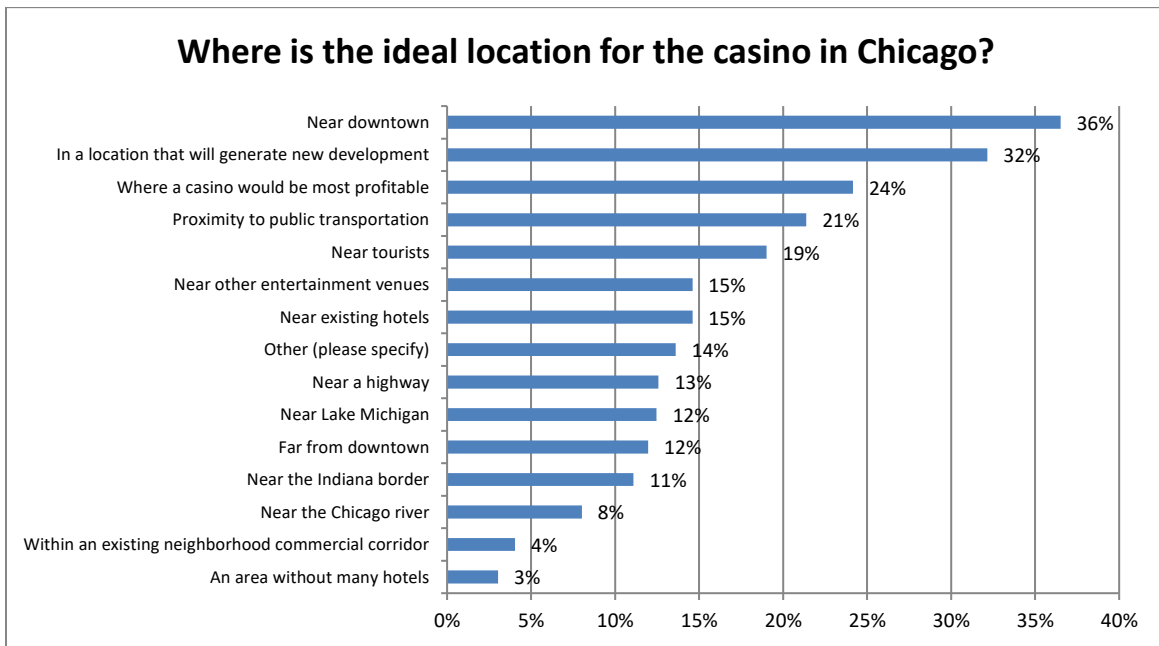 Where is the ideal location for the casino in Chicago?
Near downtown 36%
In a location that will generate new development 32%
Where a casino would be most profitable 24%
Proximity to public transportation 21%
Near tourists 19%
Near other entertainment venues 15%
Near existing hotels 15%
Other (please specify) 14%
Near a highway 13%
Near Lake Michigan 12%
Far from downtown 12%
Near the Indiana border 11%
Near the Chicago river 8%
Within an existing neighborhood commercial corridor 4%
An area without many hotels 3%
0% 5% 10% 15% 20% 25% 30% 35% 40%